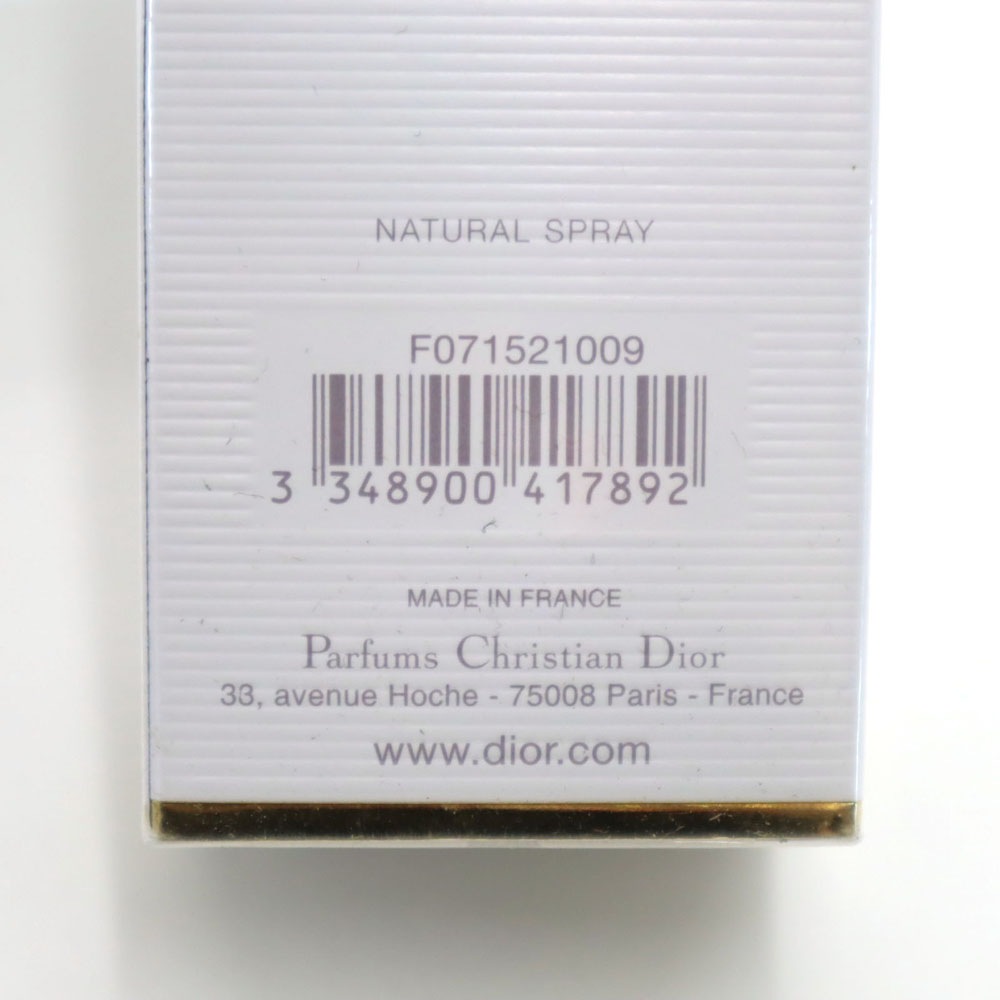 NATURAL SPRAY
F071521009
3 348900 417892
MADE IN FRANCE
Parfums Christian Dior
33, avenue Hoche - 75008 Paris - France
www.dior.com